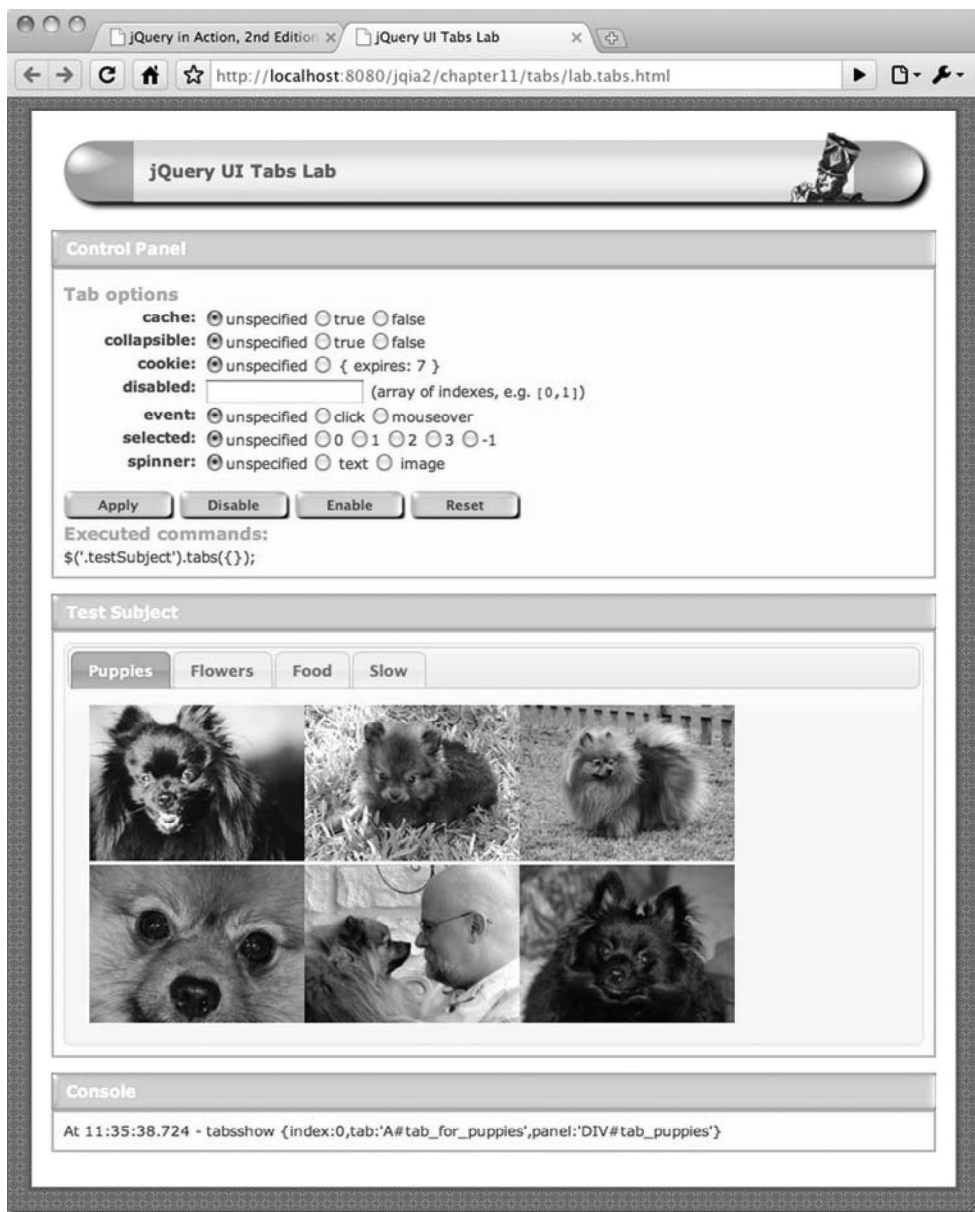 jQuery in Action, 2nd Edition
jQuery UI Tabs Lab
http://localhost:8080/jqia2/chapter11/tabs/lab.tabs.html
jQuery UI Tabs Lab
Control Panel
Tab options
cache: unspecified true false
collapsible: unspecified true false
cookie: unspecified { expires: 7 }
disabled: (array of indexes, e.g. [0,1])
event: unspecified click mouseover
selected: unspecified 0 1 2 3 -1
spinner: unspecified text image
Apply Disable Enable Reset
Executed commands:
$('.testSubject').tabs({});
Test Subject
Puppies Flowers Food Slow
Console
At 11:35:38.724 - tabsshow {index:0,tab:'A#tab_for_puppies',panel:'DIV#tab_puppies'}